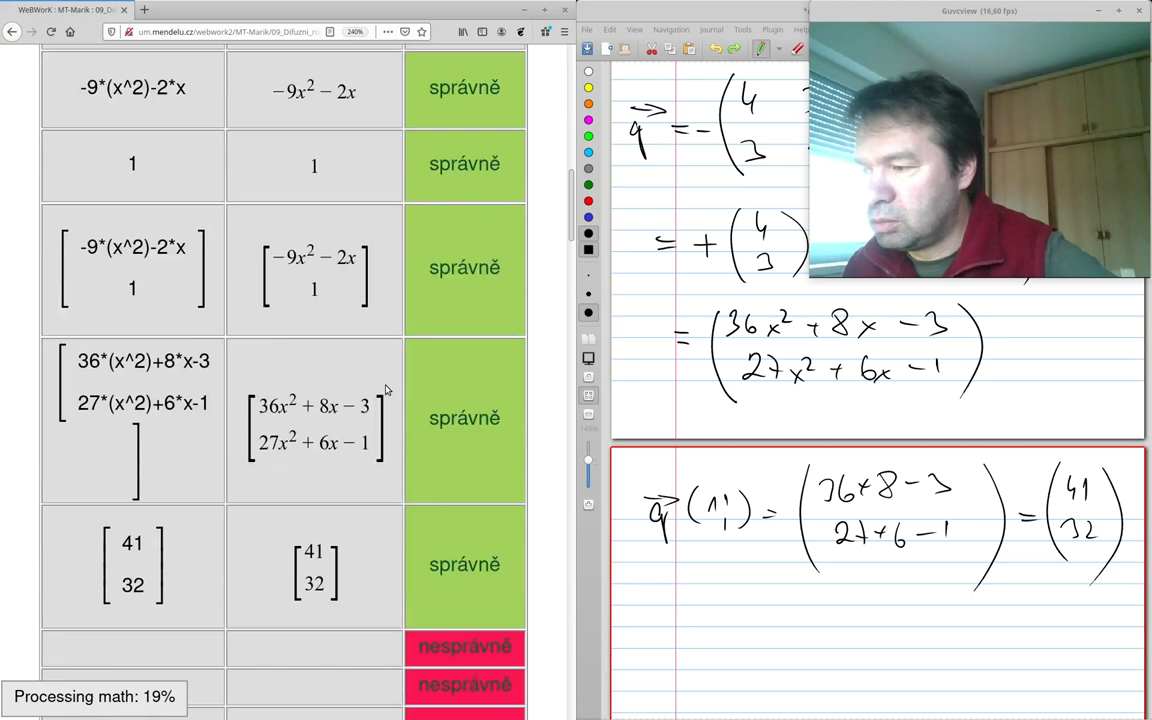 WeBWorK : MT-Marik : 09_Difuzni_r
um.mendelu.cz/webwork2/MT-Marik/09_Difuzn
240%
-9*(x^2)-2*x
−9x² − 2x
správně
1
1
správně
-9*(x^2)-2*x
1
−9x² − 2x
1
správně
36*(x^2)+8*x-3
27*(x^2)+6*x-1
36x² + 8x − 3
27x² + 6x − 1
správně
41
32
41
32
správně
nesprávně
nesprávně
Processing math: 19%
File Edit View Navigation Journal Tools Plugin Help
Guvcview (16,60 fps)
q = -
4
3
= +
4
3
=
36x² + 8x - 3
27x² + 6x - 1
q (1,1) =
36+8-3
27+6-1
=
41
32